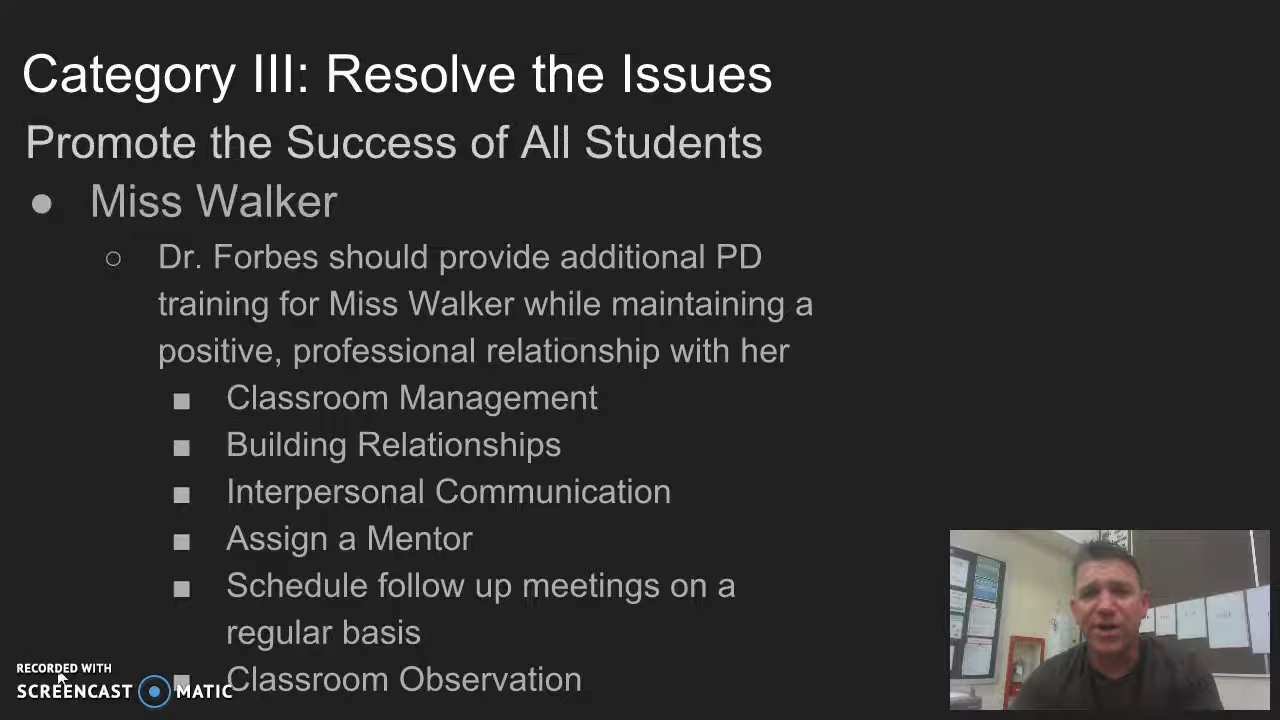 Category III: Resolve the Issues
Promote the Success of All Students
● Miss Walker
○ Dr. Forbes should provide additional PD
training for Miss Walker while maintaining a
positive, professional relationship with her
■ Classroom Management
■ Building Relationships
■ Interpersonal Communication
■ Assign a Mentor
■ Schedule follow up meetings on a
regular basis
■ Classroom Observation
RECORDED WITH
SCREENCAST MATIC